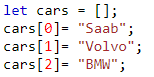 let cars = [];
cars[0]= "Saab";
cars[1]= "Volvo";
cars[2]= "BMW";